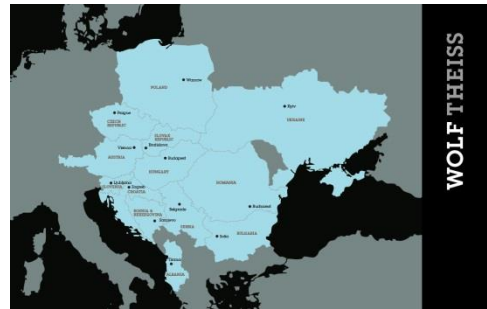 POLAND
Warsaw
Kyiv
UKRAINE
Prague
CZECH
REPUBLIC
SLOVAK
REPUBLIC
Bratislava
Vienna
AUSTRIA
Budapest
HUNGARY
Ljubljana
SLOVENIA
Zagreb
CROATIA
ROMANIA
Bucharest
BOSNIA &
HERZEGOVINA
Belgrade
Sarajevo
SERBIA
Sofia
BULGARIA
Tirana
ALBANIA
WOLF THEISS